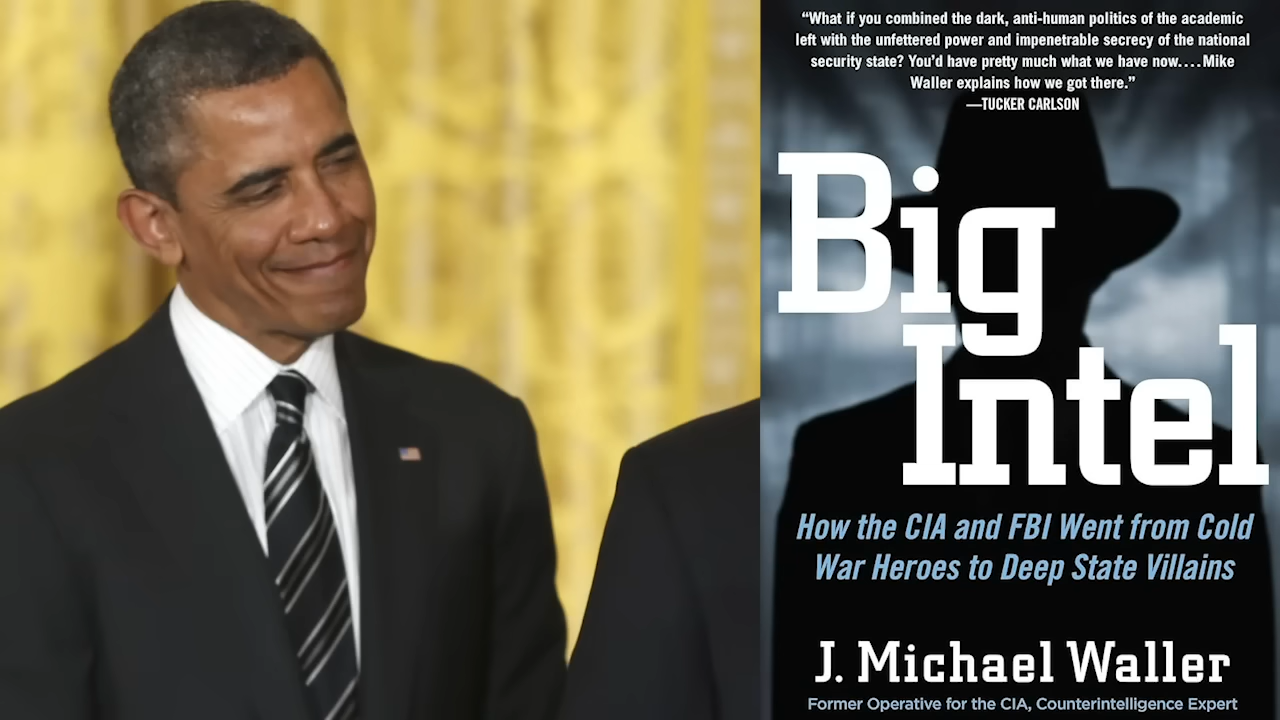 “What if you combined the dark, anti-human politics of the academic
left with the unfettered power and impenetrable secrecy of the national
security state? You’d have pretty much what we have now....Mike
Waller explains how we got there.”
—TUCKER CARLSON
Big
Intel
How the CIA and FBI Went from Cold
War Heroes to Deep State Villains
J. Michael Waller
Former Operative for the CIA, Counterintelligence Expert